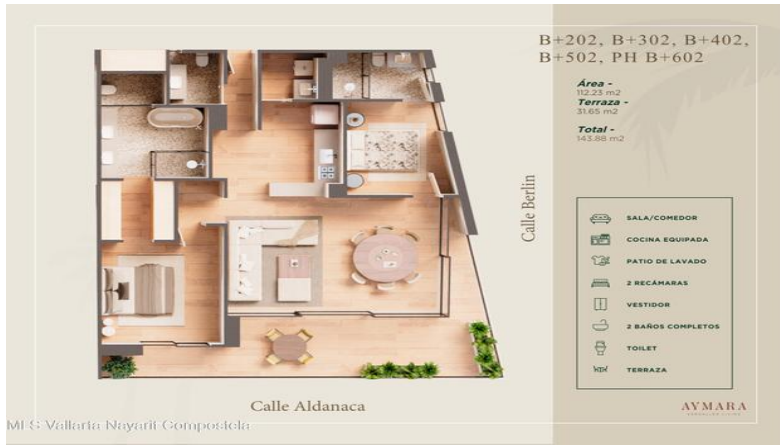 B+202, B+302, B+402,
B+502, PH B+602
Área -
112.23 m2
Terraza -
31.65 m2
Total -
143.88 m2
Calle Berlin
SALA/COMEDOR
COCINA EQUIPADA
PATIO DE LAVADO
2 RECÁMARAS
VESTIDOR
2 BAÑOS COMPLETOS
TOILET
TERRAZA
Calle Aldanaca
AYMARA
MLS Vallarta Nayarit Compostela